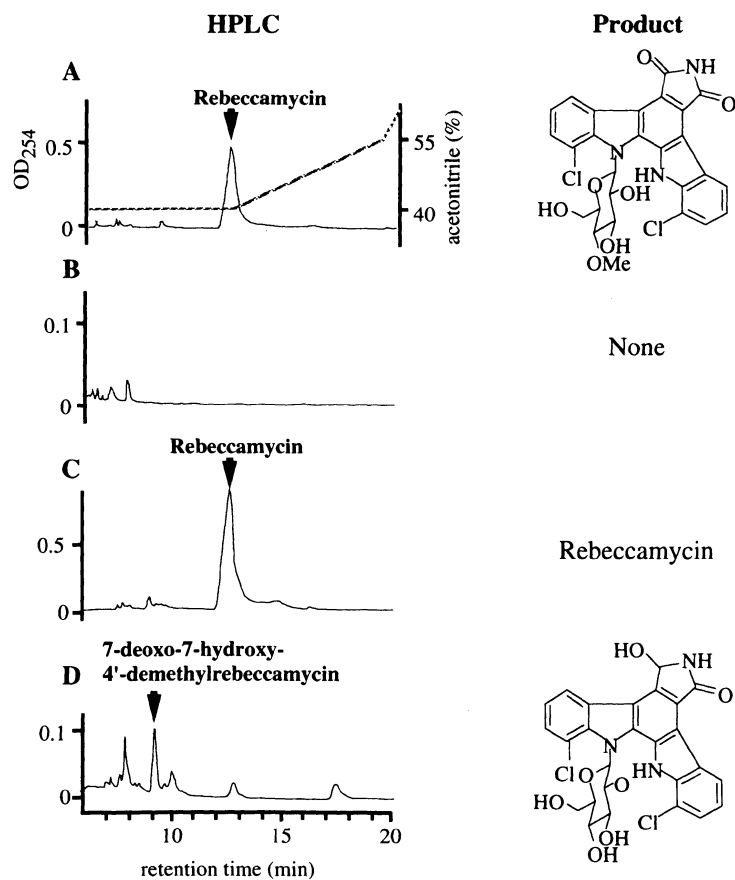 HPLC
Product
A
Rebeccamycin
OD254
0.5
0
55
40
acetonitrile (%)
O
NH
O
N
Cl
HN
O
OH
HO
Cl
OH
OMe
B
0.1
0
None
C
Rebeccamycin
0.5
0
Rebeccamycin
D
7-deoxo-7-hydroxy-
4'-demethylrebeccamycin
0.1
0
10
15
20
retention time (min)
HO
NH
O
N
Cl
HN
O
O
HO
Cl
OH
OH